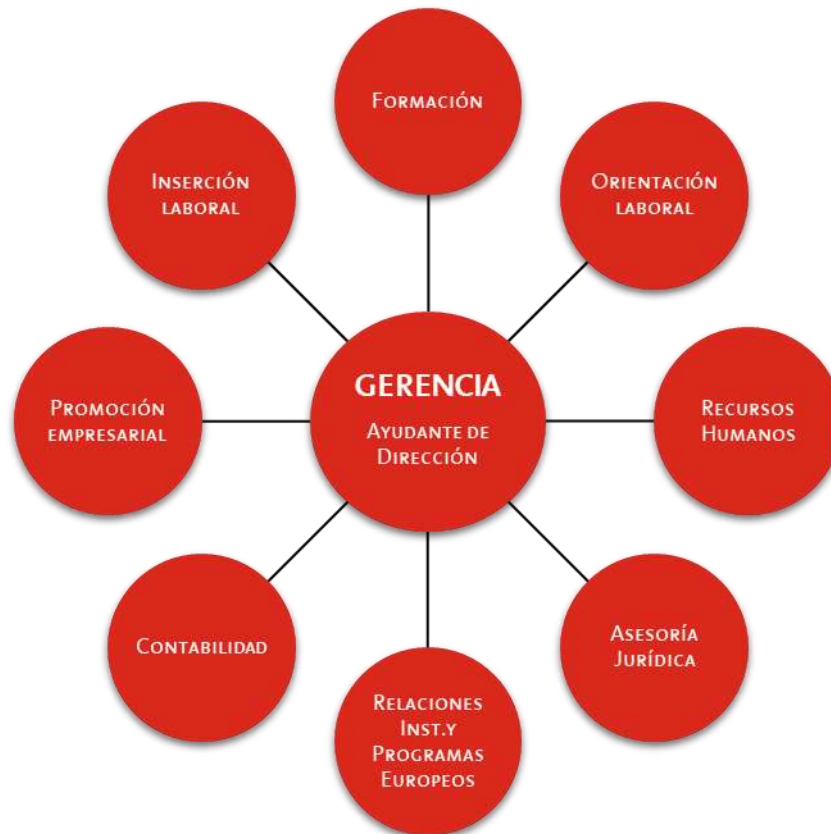 FORMACIÓN
INSERCIÓN
LABORAL
ORIENTACIÓN
LABORAL
GERENCIA
AYUDANTE DE
DIRECCIÓN
PROMOCIÓN
EMPRESARIAL
RECURSOS
HUMANOS
CONTABILIDAD
ASESORÍA
JURÍDICA
RELACIONES
INST.Y
PROGRAMAS
EUROPEOS